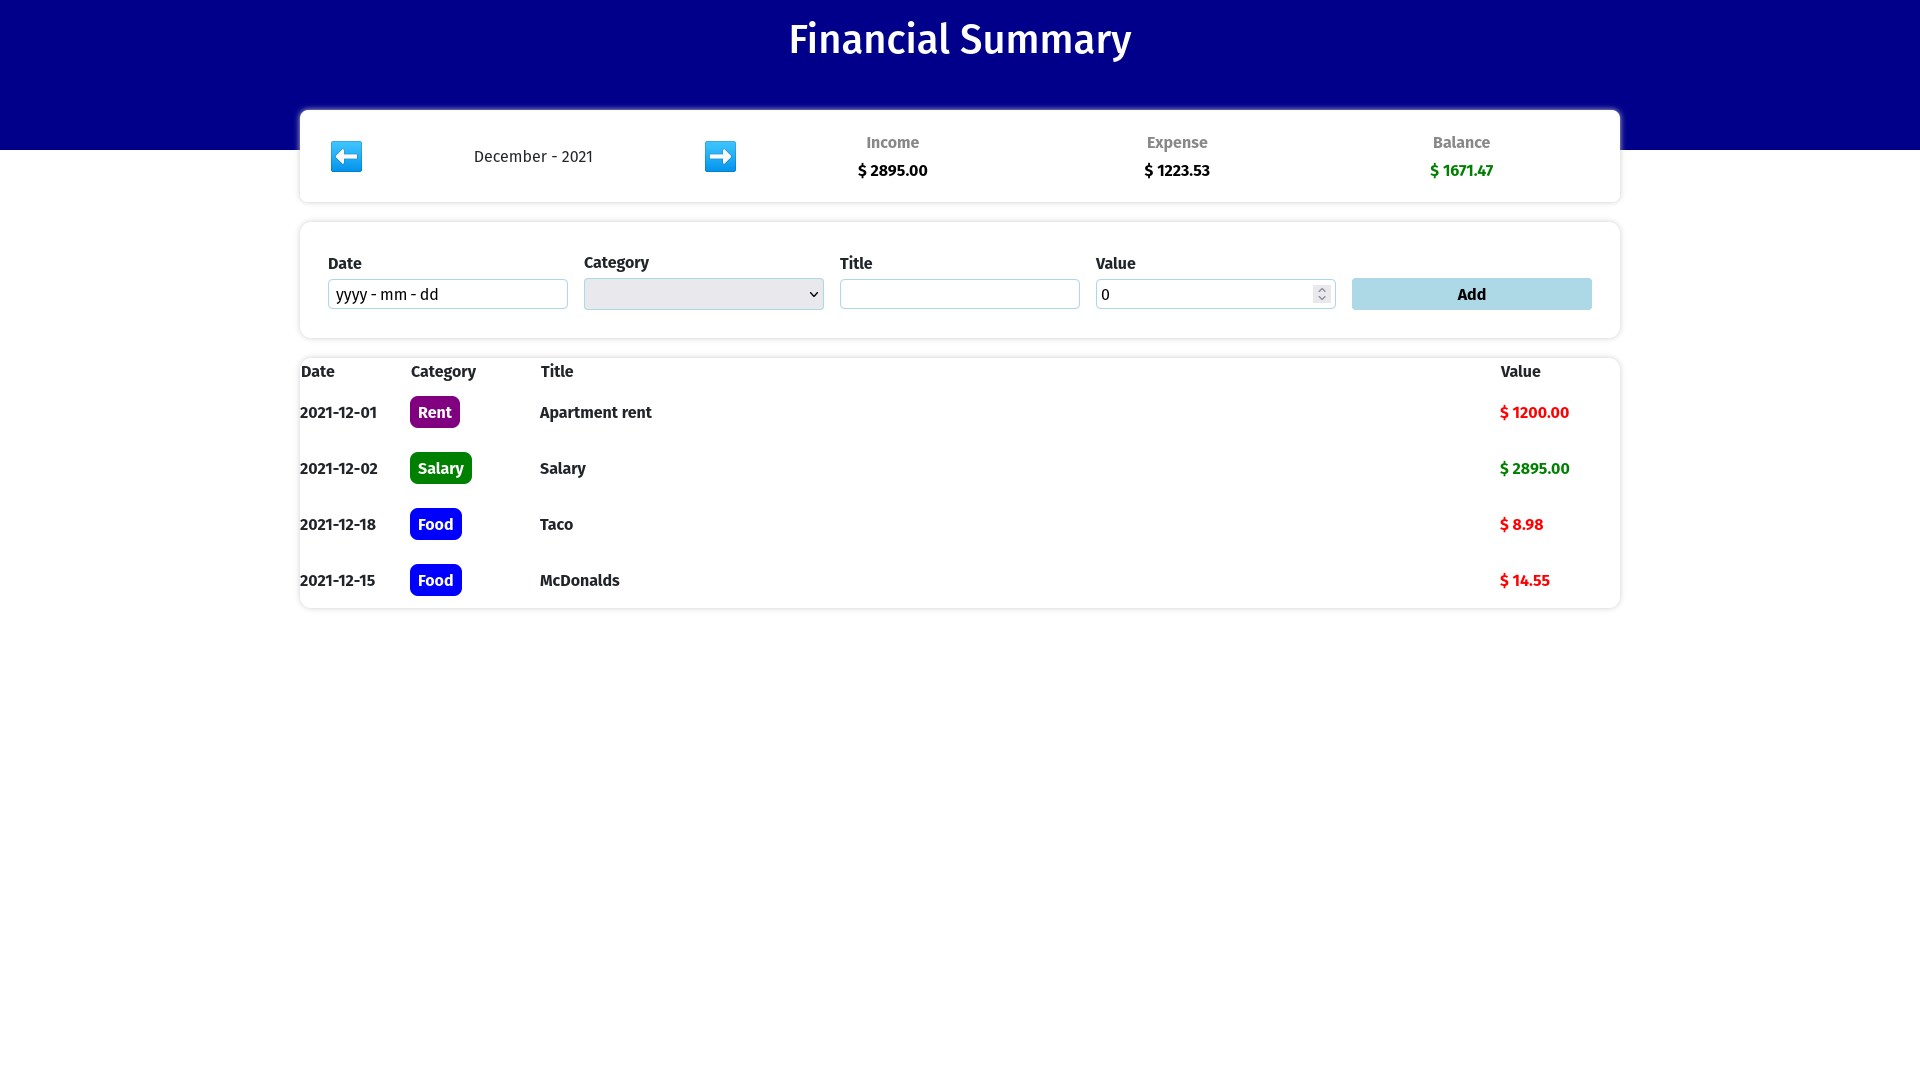 Financial Summary
⬅️ December - 2021 ➡️
Income Expense Balance
$ 2895.00 $ 1223.53 $ 1671.47
Date Category Title Value
yyyy - mm - dd 0 Add
Date Category Title Value
2021-12-01 Rent Apartment rent $ 1200.00
2021-12-02 Salary Salary $ 2895.00
2021-12-18 Food Taco $ 8.98
2021-12-15 Food McDonalds $ 14.55